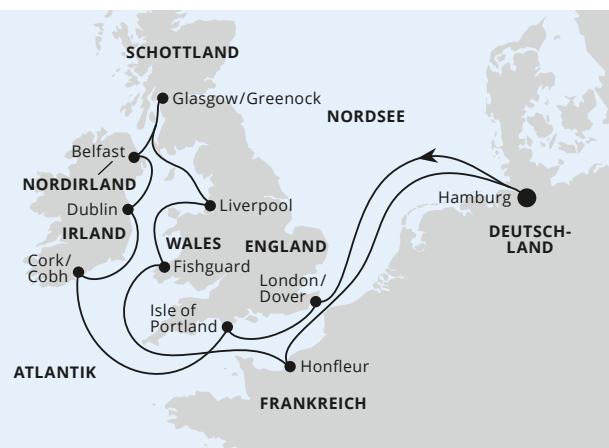 SCHOTTLAND
Glasgow/Greenock
NORDSEE
Belfast
NORDIRLAND
Hamburg
Dublin
Liverpool
IRLAND
DEUTSCH-
LAND
WALES
ENGLAND
Cork/
Cobh
Fishguard
London/
Dover
Isle of
Portland
ATLANTIK
Honfleur
FRANKREICH